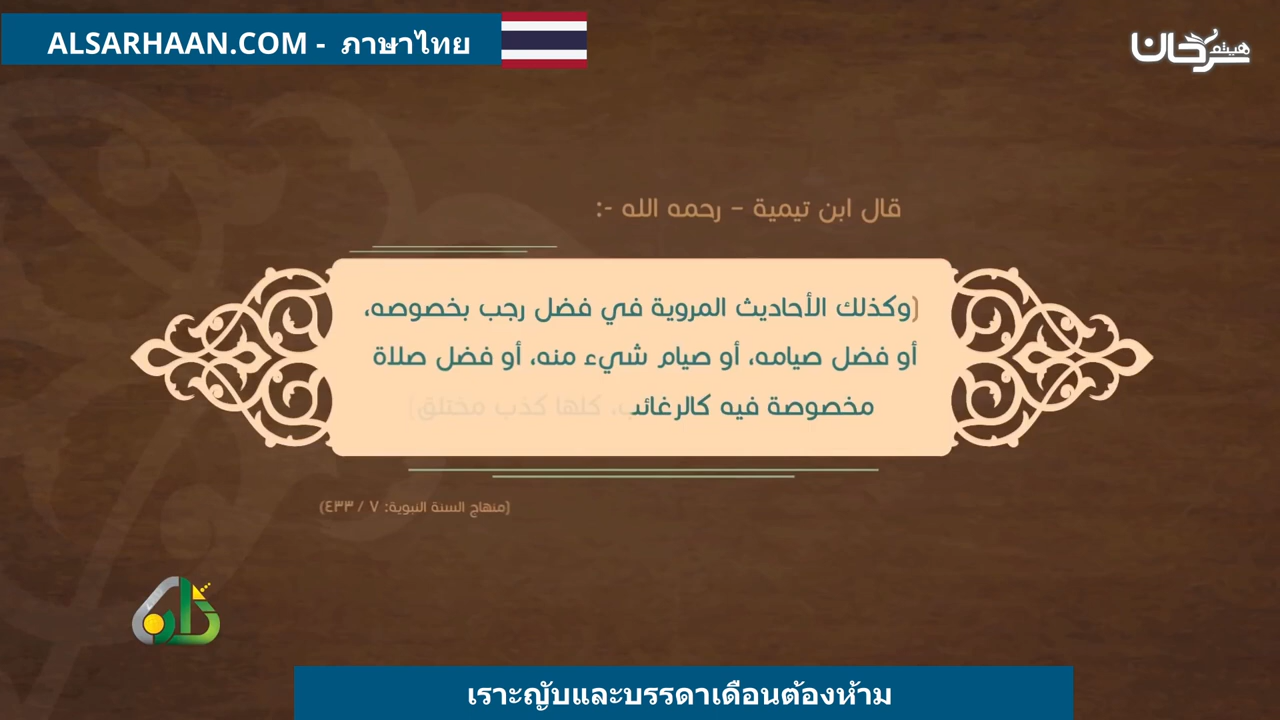 ALSARHAAN.COM - ภาษาไทย
هيثم سرحان
قال ابن تيمية – رحمه الله -:
(وكذلك الأحاديث المروية في فضل رجب بخصوصه،
أو فضل صيامه، أو صيام شيء منه، أو فضل صلاة
مخصوصة فيه كالرغائب، كلها كذب مختلق)
(منهاج السنة النبوية: ٧ / ٤٣٣)
เราะญับและบรรดาเดือนต้องห้าม